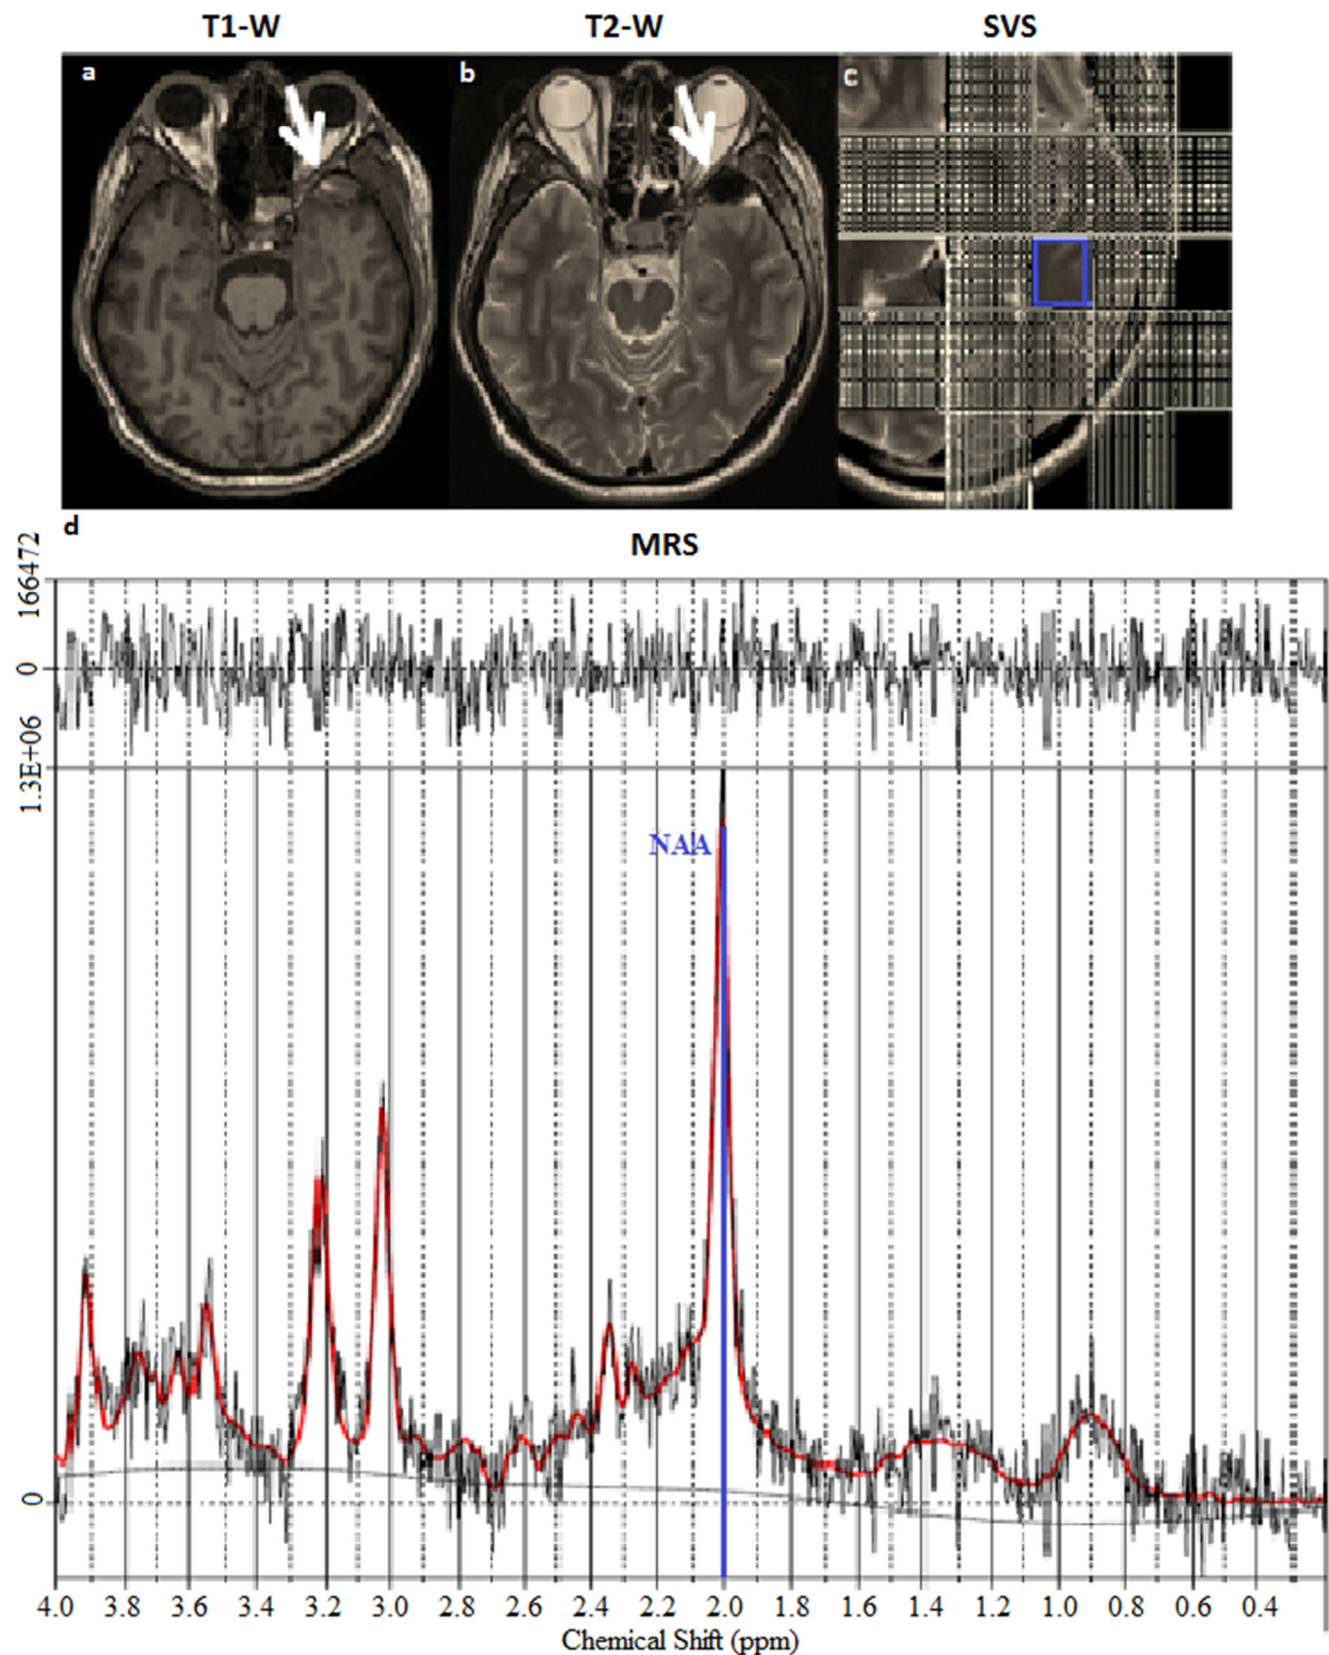 T1-W T2-W SVS
a b c
d
MRS
166472
0
1.3E+06
NAA
0
4.0 3.8 3.6 3.4 3.2 3.0 2.8 2.6 2.4 2.2 2.0 1.8 1.6 1.4 1.2 1.0 0.8 0.6 0.4
Chemical Shift (ppm)